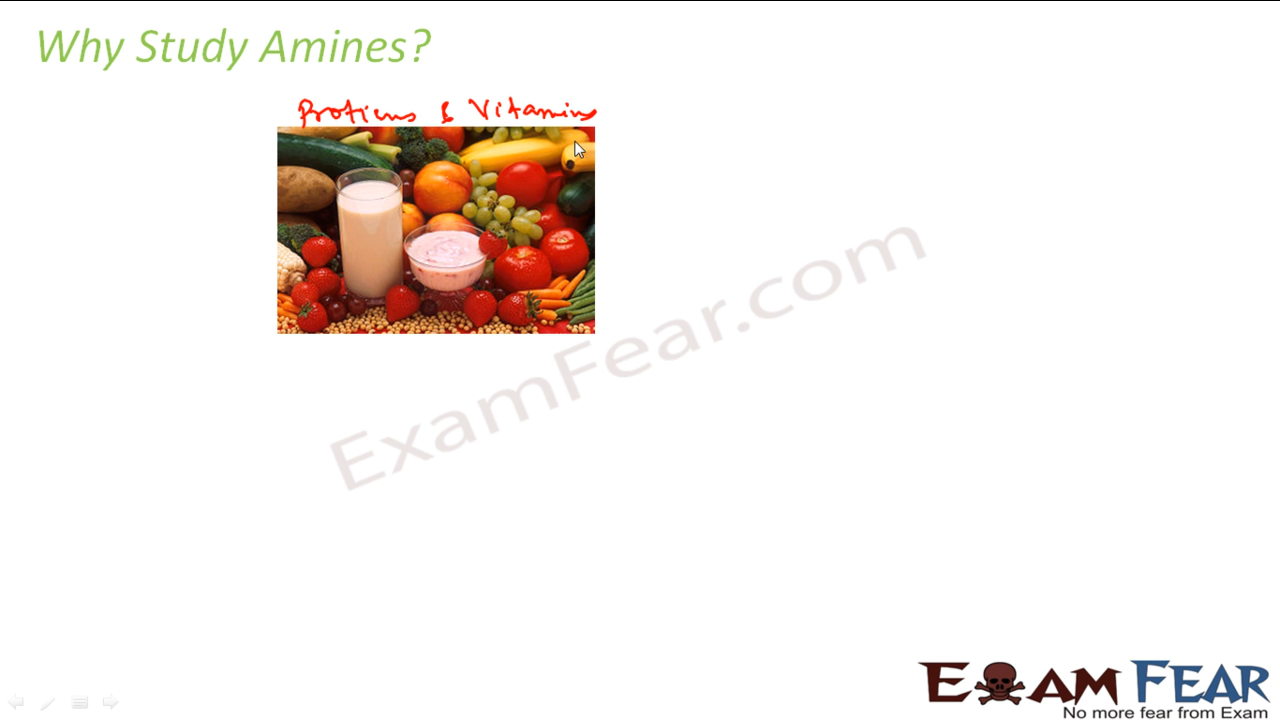 Why Study Amines?
Protiens & Vitamins
ExamFear.com
EXAM FEAR
No more fear from Exam